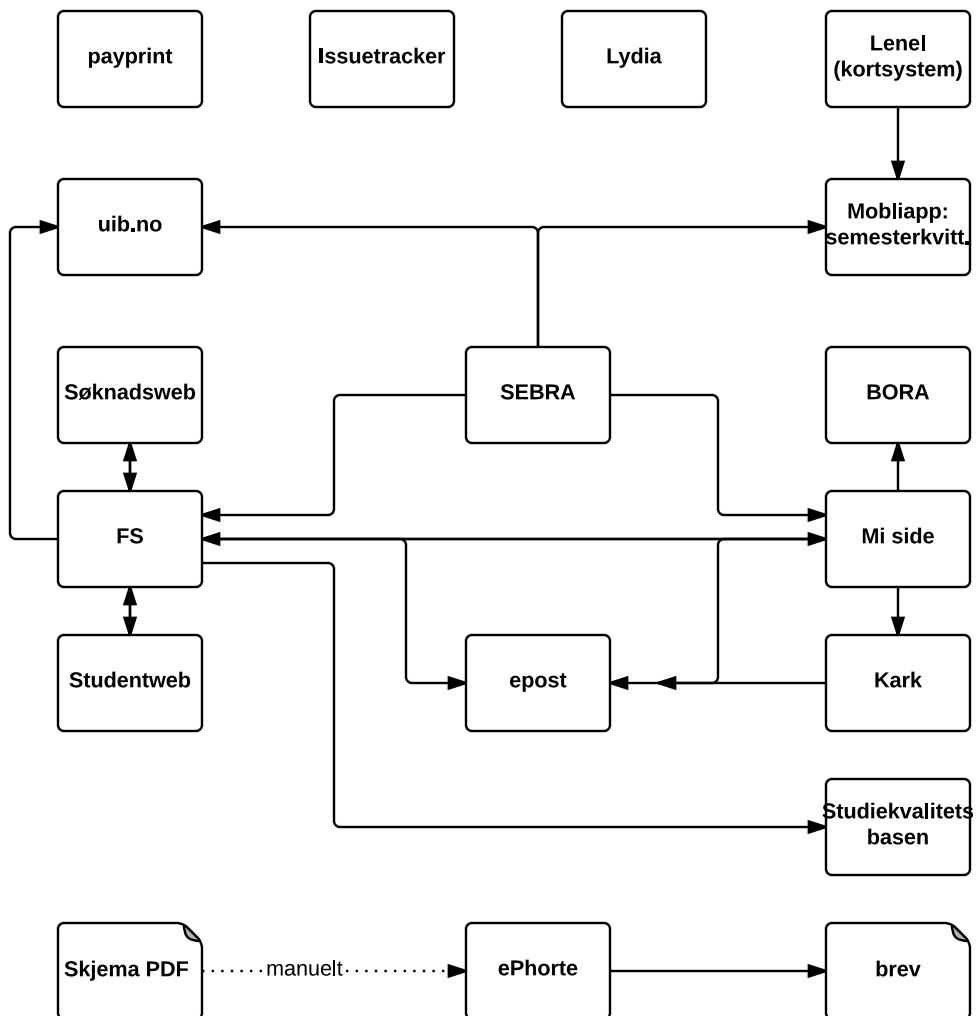 payprint
Issuetracker
Lydia
Lenel
(kortsystem)
uib.no
Mobliapp:
semesterkvitt.
Søknadsweb
SEBRA
BORA
FS
Mi side
Studentweb
epost
Kark
Studiekvalitets
basen
Skjema PDF
manuelt
ePhorte
brev